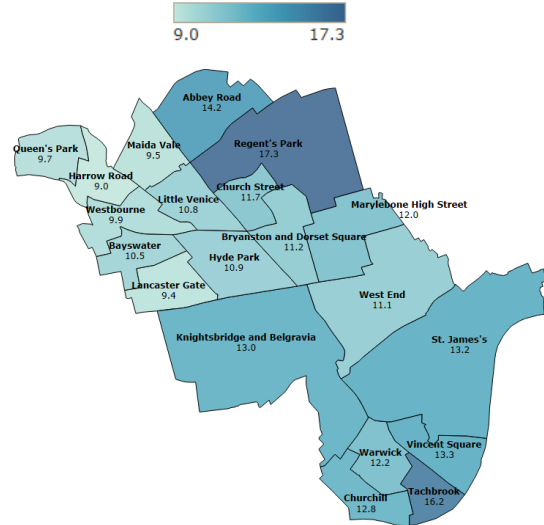 9.0 17.3
Abbey Road
14.2
Regent's Park
17.3
Maida Vale
9.5
Queen's Park
9.7
Harrow Road
9.0
Church Street
11.7
Little Venice
10.8
Marylebone High Street
12.0
Westbourne
9.9
Bryanston and Dorset Square
11.2
Bayswater
10.5
Hyde Park
10.9
Lancaster Gate
9.4
West End
11.1
Knightsbridge and Belgravia
13.0
St. James's
13.2
Vincent Square
13.3
Warwick
12.2
Tachbrook
16.2
Churchill
12.8